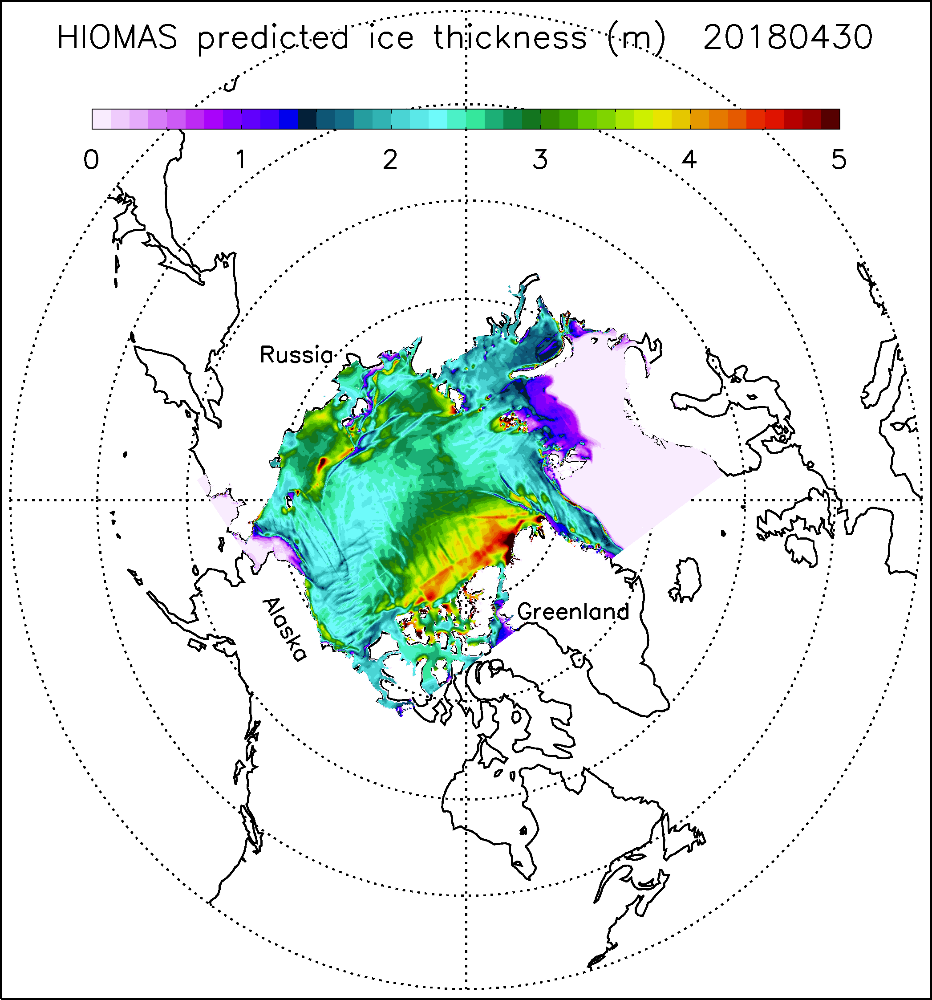 HIOMAS predicted ice thickness (m) 20180430
0 1 2 3 4 5
Russia
Alaska
Greenland